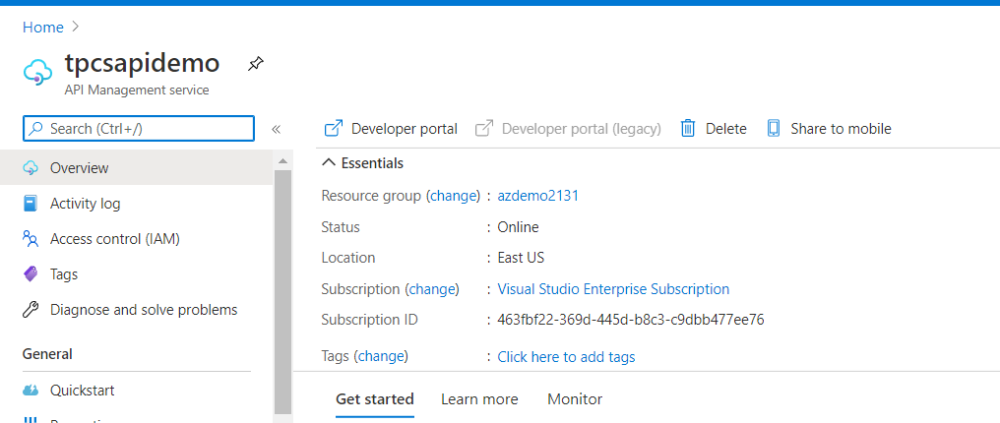 Home >
tpcsapidemo
API Management service
Search (Ctrl+/)
«
Developer portal
Developer portal (legacy)
Delete
Share to mobile
Overview
Activity log
Access control (IAM)
Tags
Diagnose and solve problems
General
Quickstart
Essentials
Resource group (change) : azdemo2131
Status : Online
Location : East US
Subscription (change) : Visual Studio Enterprise Subscription
Subscription ID : 463fbf22-369d-445d-b8c3-c9dbb477ee76
Tags (change) : Click here to add tags
Get started
Learn more
Monitor